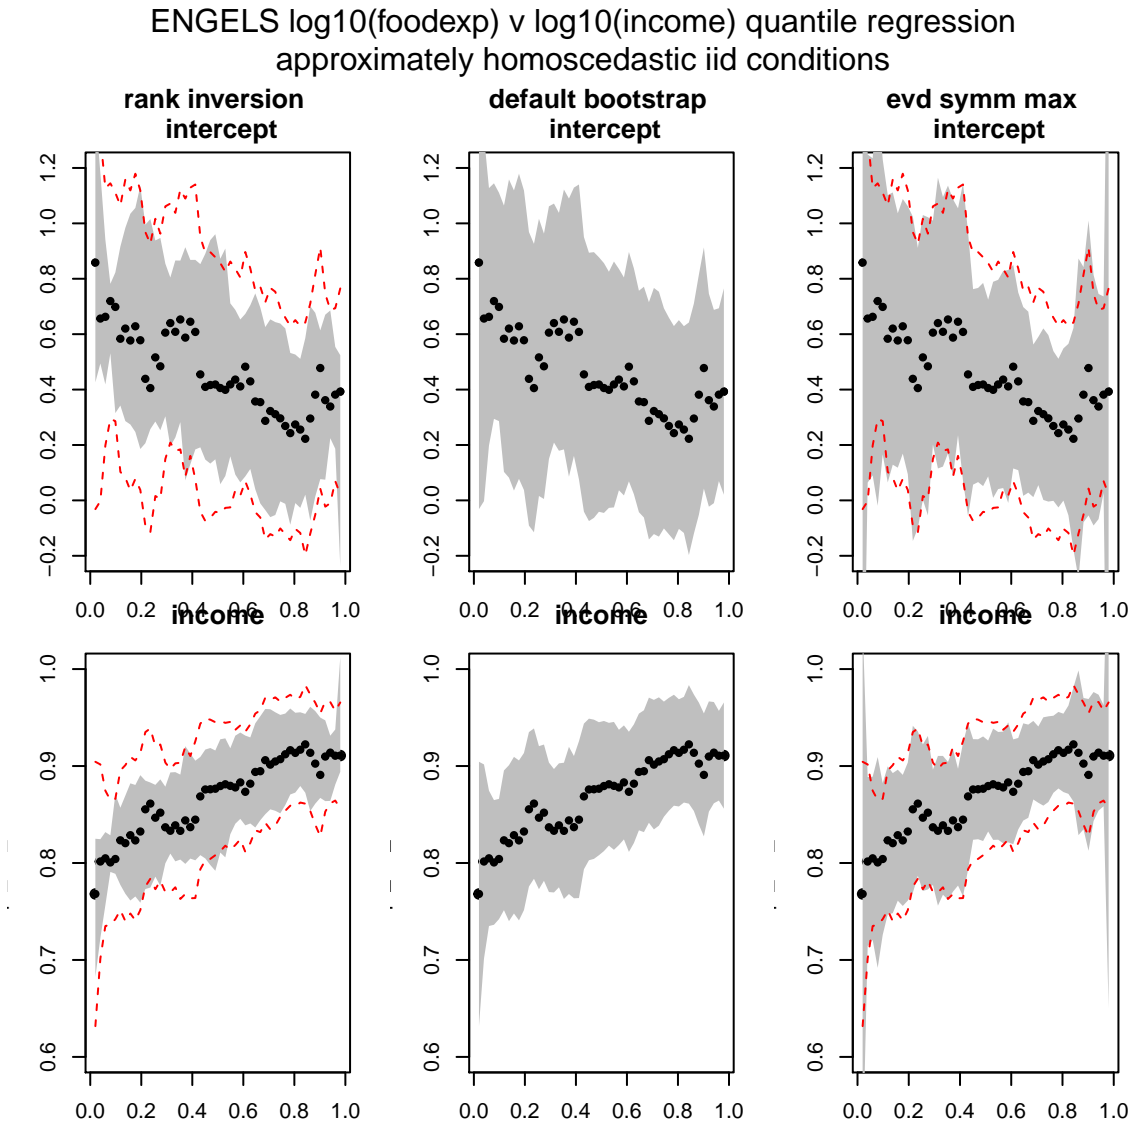 ENGELS log10(foodexp) v log10(income) quantile regression
approximately homoscedastic iid conditions
rank inversion
intercept
default bootstrap
intercept
evd symm max
intercept
1.2
1.0
0.8
0.6
0.4
0.2
0.0
−0.2
0.0 0.2 0.4 0.6 0.8 1.0
1.2
1.0
0.8
0.6
0.4
0.2
0.0
−0.2
0.0 0.2 0.4 0.6 0.8 1.0
1.2
1.0
0.8
0.6
0.4
0.2
0.0
−0.2
0.0 0.2 0.4 0.6 0.8 1.0
income
income
income
1.0
0.9
0.8
0.7
0.6
0.0 0.2 0.4 0.6 0.8 1.0
1.0
0.9
0.8
0.7
0.6
0.0 0.2 0.4 0.6 0.8 1.0
1.0
0.9
0.8
0.7
0.6
0.0 0.2 0.4 0.6 0.8 1.0